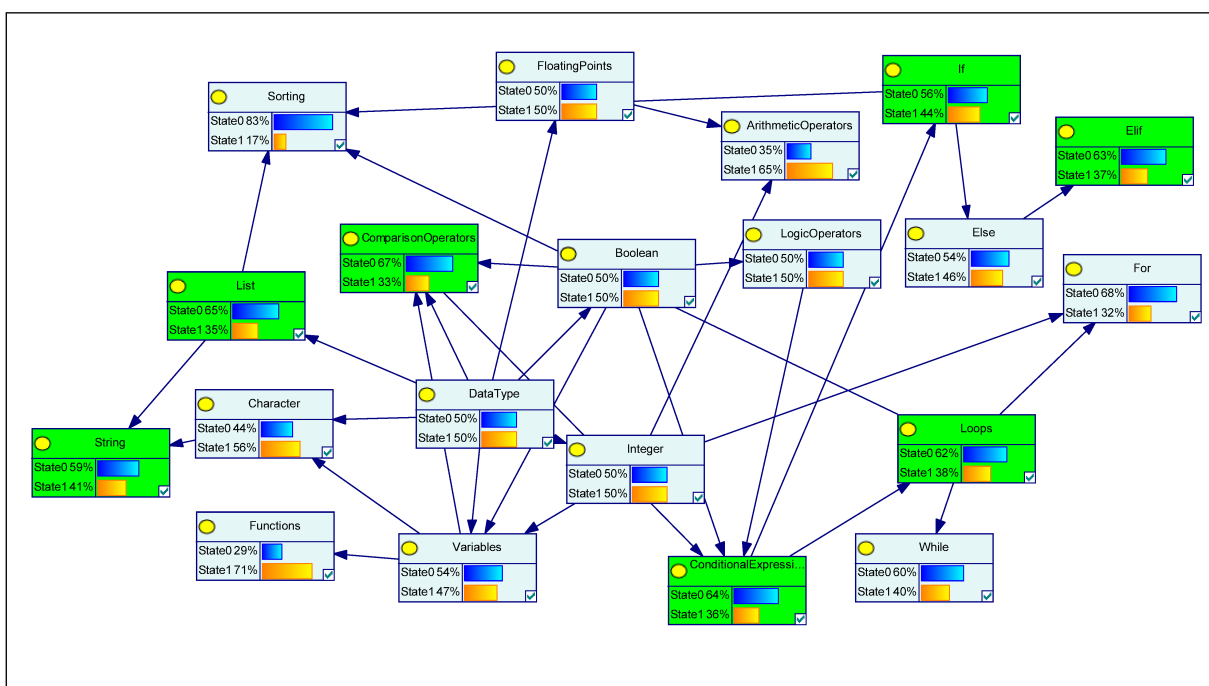 FloatingPoints
State0 50%
State1 50%
If
State0 56%
State1 44%
Sorting
State0 83%
State1 17%
ArithmeticOperators
State0 35%
State1 65%
Elif
State0 63%
State1 37%
ComparisonOperators
State0 67%
State1 33%
Boolean
State0 50%
State1 50%
LogicOperators
State0 50%
State1 50%
Else
State0 54%
State1 46%
For
State0 68%
State1 32%
List
State0 65%
State1 35%
Character
State0 44%
State1 56%
DataType
State0 50%
State1 50%
String
State0 59%
State1 41%
Integer
State0 50%
State1 50%
Loops
State0 62%
State1 38%
Functions
State0 29%
State1 71%
Variables
State0 54%
State1 47%
ConditionalExpressi...
State0 64%
State1 36%
While
State0 60%
State1 40%